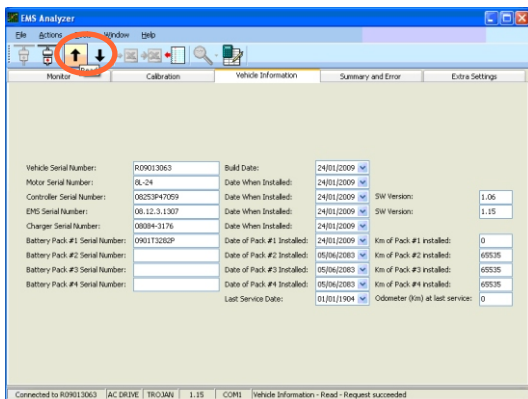 EMS Analyzer
File Actions Window Help
Read
Monitor Calibration Vehicle Information Summary and Error Extra Settings
Vehicle Serial Number: R09013063 Build Date: 24/01/2009
Motor Serial Number: 8L-24 Date When Installed: 24/01/2009
Controller Serial Number: 08253P47059 Date When Installed: 24/01/2009 SW Version: 1.06
EMS Serial Number: 08.12.3.1307 Date When Installed: 24/01/2009 SW Version: 1.15
Charger Serial Number: 08084-3176 Date When Installed: 24/01/2009
Battery Pack #1 Serial Number: 0901T3282P Date of Pack #1 Installed: 24/01/2009 Km of Pack #1 installed: 0
Battery Pack #2 Serial Number: Date of Pack #2 Installed: 05/06/2083 Km of Pack #2 installed: 65535
Battery Pack #3 Serial Number: Date of Pack #3 Installed: 05/06/2083 Km of Pack #3 installed: 65535
Battery Pack #4 Serial Number: Date of Pack #4 Installed: 05/06/2083 Km of Pack #4 installed: 65535
Last Service Date: 01/01/1904 Odometer (Km) at last service: 0
Connected to R09013063 AC DRIVE TROJAN 1.15 COM1 Vehicle Information - Read - Request succeeded